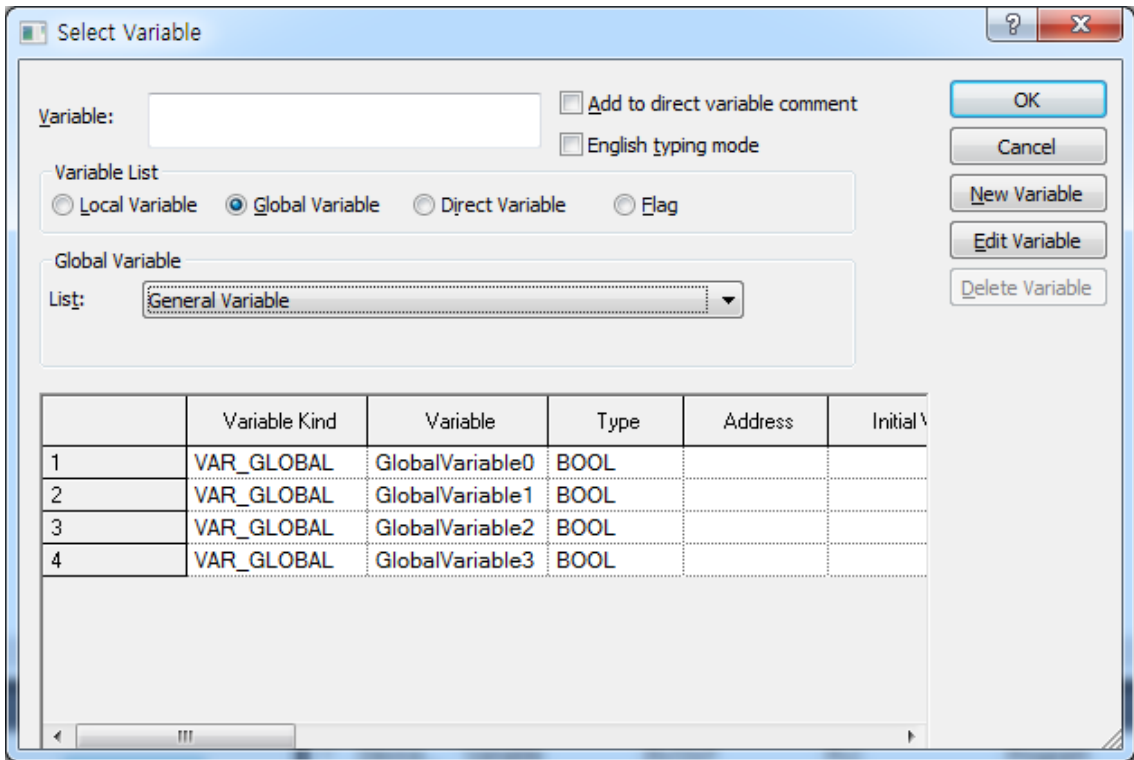 Select Variable
Variable:
Add to direct variable comment
English typing mode
OK
Cancel
New Variable
Edit Variable
Delete Variable
Variable List
Local Variable Global Variable Direct Variable Flag
Global Variable
List: General Variable
Variable Kind Variable Type Address Initial
1 VAR_GLOBAL GlobalVariable0 BOOL
2 VAR_GLOBAL GlobalVariable1 BOOL
3 VAR_GLOBAL GlobalVariable2 BOOL
4 VAR_GLOBAL GlobalVariable3 BOOL